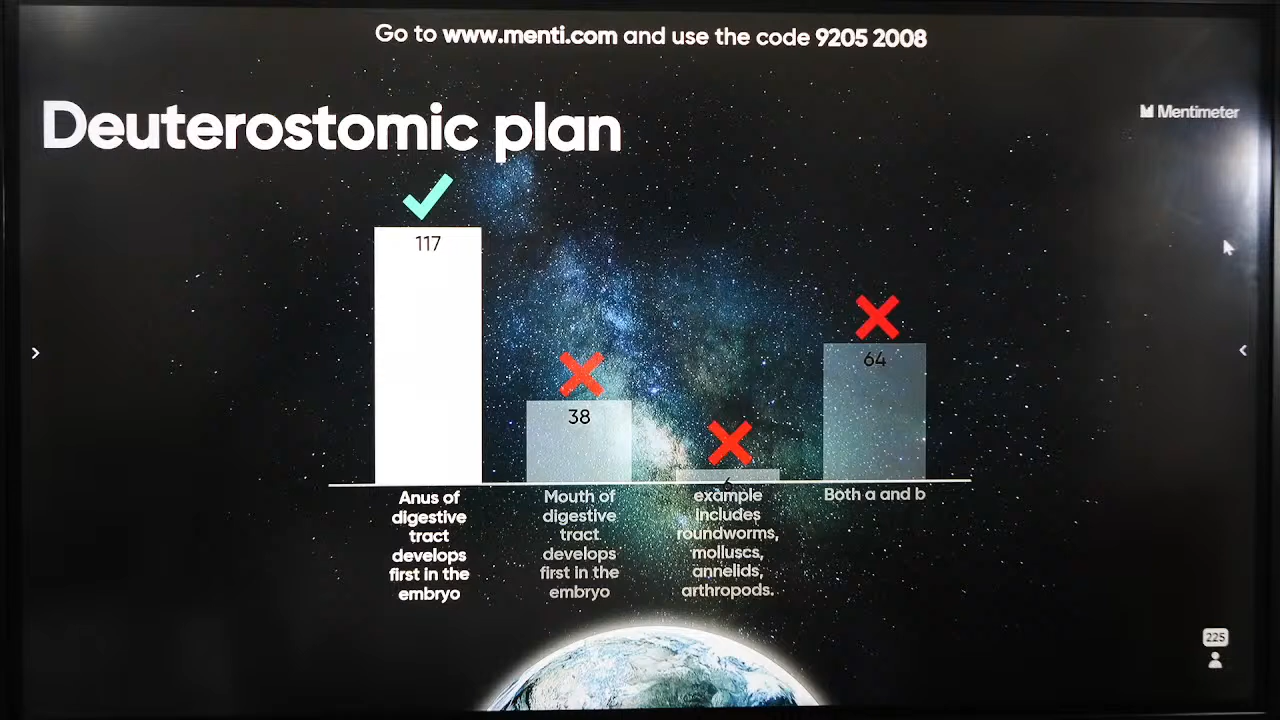 Go to www.menti.com and use the code 9205 2008
Deuterostomic plan
Mentimeter
117
38
6
64
Anus of
digestive
tract
develops
first in the
embryo
Mouth of
digestive
tract
develops
first in the
embryo
example
includes
roundworms,
molluscs,
annelids,
arthropods.
Both a and b
225